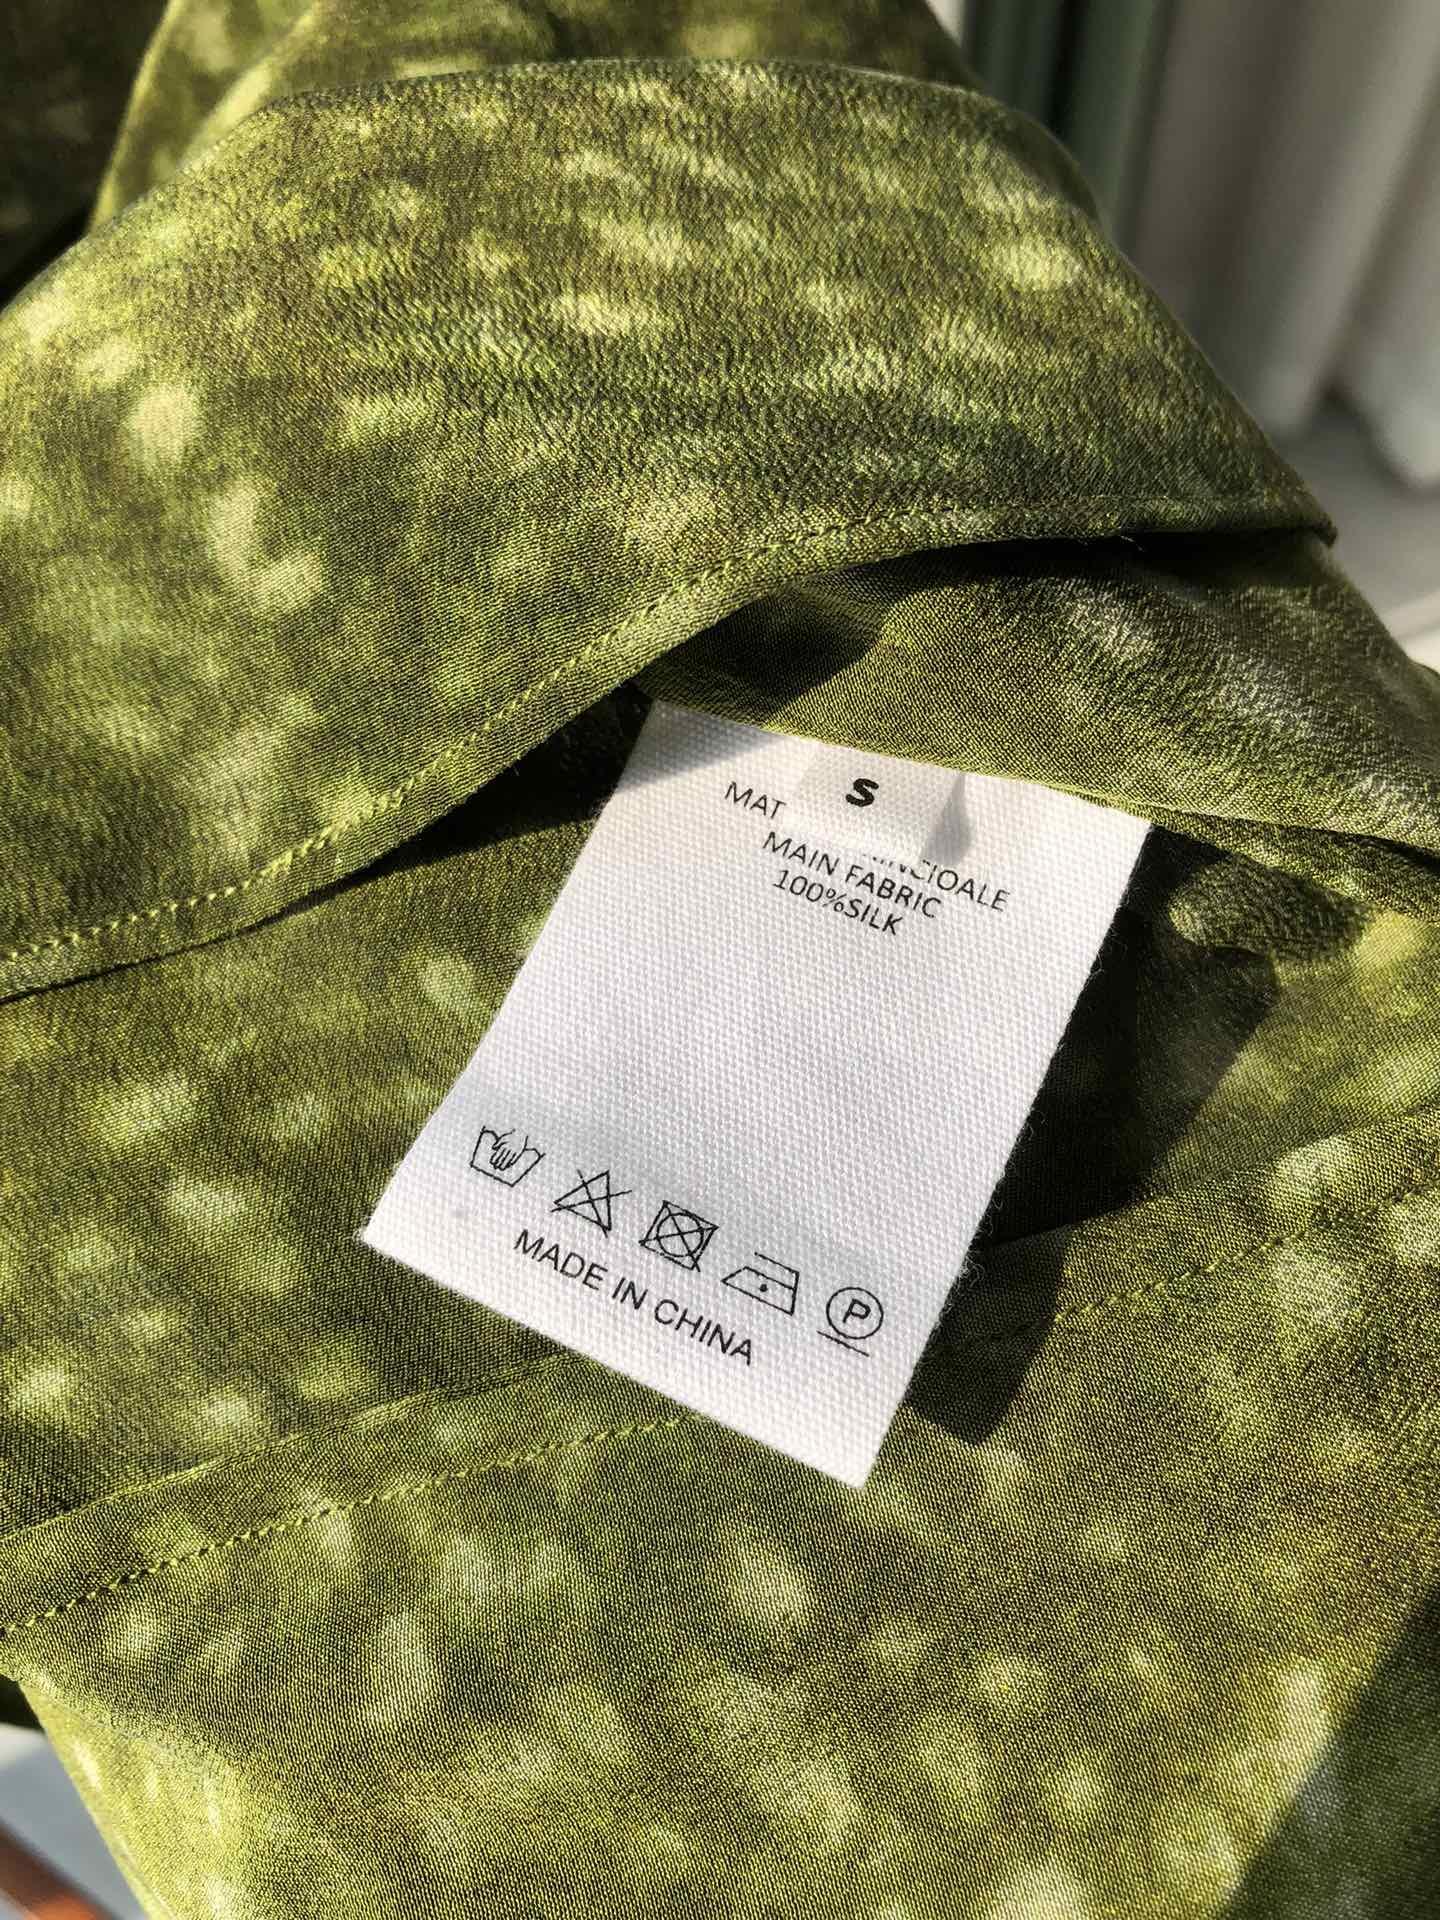 S
MAT
MAIN FABRIC
100%SILK
P
MADE IN CHINA